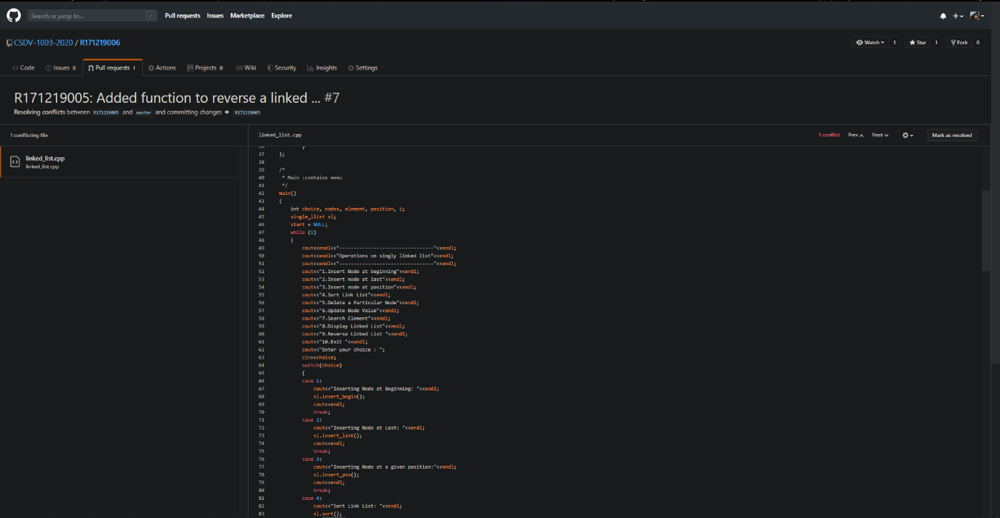 Search or jump to... / Pull requests Issues Marketplace Explore
CSDV-1003-2020 / R171219006 Watch 1 Star 1 Fork 0
Code Issues 0 Pull requests 1 Actions Projects 0 Wiki Security Insights Settings
R171219005: Added function to reverse a linked ... #7
Resolving conflicts between R171219005 and master and committing changes R171219005
1 conflicting file
linked_list.cpp
linked_list.cpp
linked_list.cpp 1 conflict Prev Next Mark as resolved
36 }
37 };
38
39 /*
40 * Main :contains menu
41 */
42 main()
43 {
44 int choice, nodes, element, position, i;
45 single_llist sl;
46 start = NULL;
47 while (1)
48 {
49 cout<<endl<<"---------------------------------"<<endl;
50 cout<<endl<<"Operations on singly linked list"<<endl;
51 cout<<endl<<"---------------------------------"<<endl;
52 cout<<"1.Insert Node at beginning"<<endl;
53 cout<<"2.Insert node at last"<<endl;
54 cout<<"3.Insert node at position"<<endl;
55 cout<<"4.Sort Link List"<<endl;
56 cout<<"5.Delete a Particular Node"<<endl;
57 cout<<"6.Update Node Value"<<endl;
58 cout<<"7.Search Element"<<endl;
59 cout<<"8.Display Linked List"<<endl;
60 cout<<"9.Reverse Linked List "<<endl;
61 cout<<"10.Exit "<<endl;
62 cout<<"Enter your choice : ";
63 cin>>choice;
64 switch(choice)
65 {
66 case 1:
67 cout<<"Inserting Node at Beginning: "<<endl;
68 sl.insert_begin();
69 cout<<endl;
70 break;
71 case 2:
72 cout<<"Inserting Node at Last: "<<endl;
73 sl.insert_last();
74 cout<<endl;
75 break;
76 case 3:
77 cout<<"Inserting Node at a given position:"<<endl;
78 sl.insert_pos();
79 cout<<endl;
80 break;
81 case 4:
82 cout<<"Sort Link List: "<<endl;
83 sl.sort();